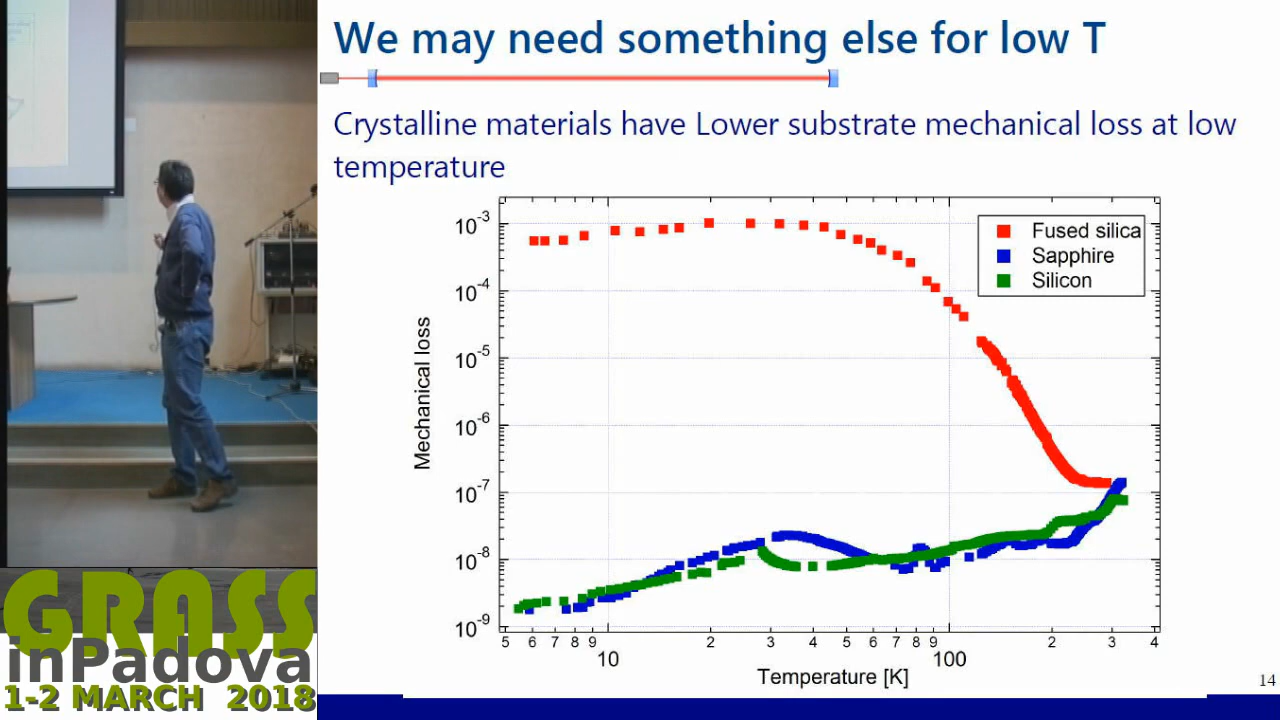 We may need something else for low T
Crystalline materials have Lower substrate mechanical loss at low
temperature
Fused silica
Sapphire
Silicon
Mechanical loss
10-3
10-4
10-5
10-6
10-7
10-8
10-9
5 6 7 8 9 2 3 4 5 6 7 8 9 2 3 4
10 100
Temperature [K]
14
GRASS
inPadova
1-2 MARCH 2018